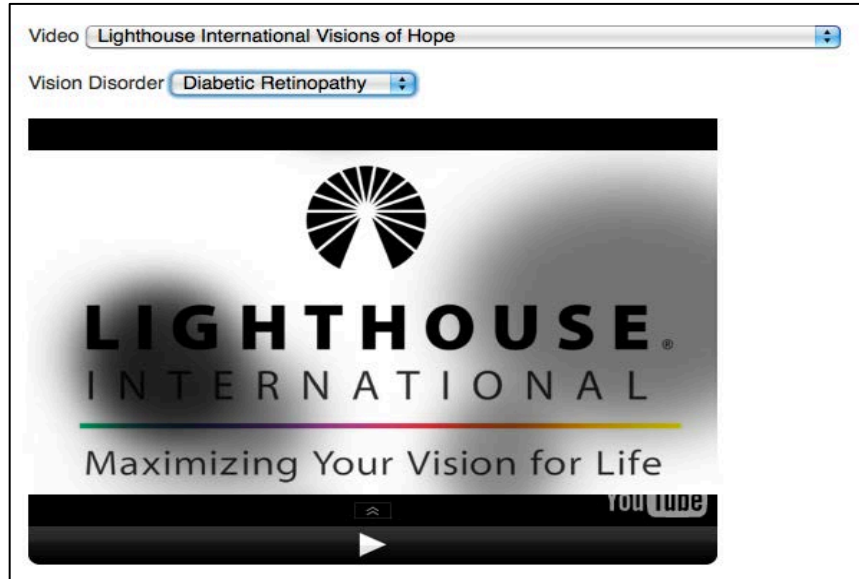 Video Lighthouse International Visions of Hope
Vision Disorder Diabetic Retinopathy
LIGHTHOUSE®
INTERNATIONAL
Maximizing Your Vision for Life
YouTube